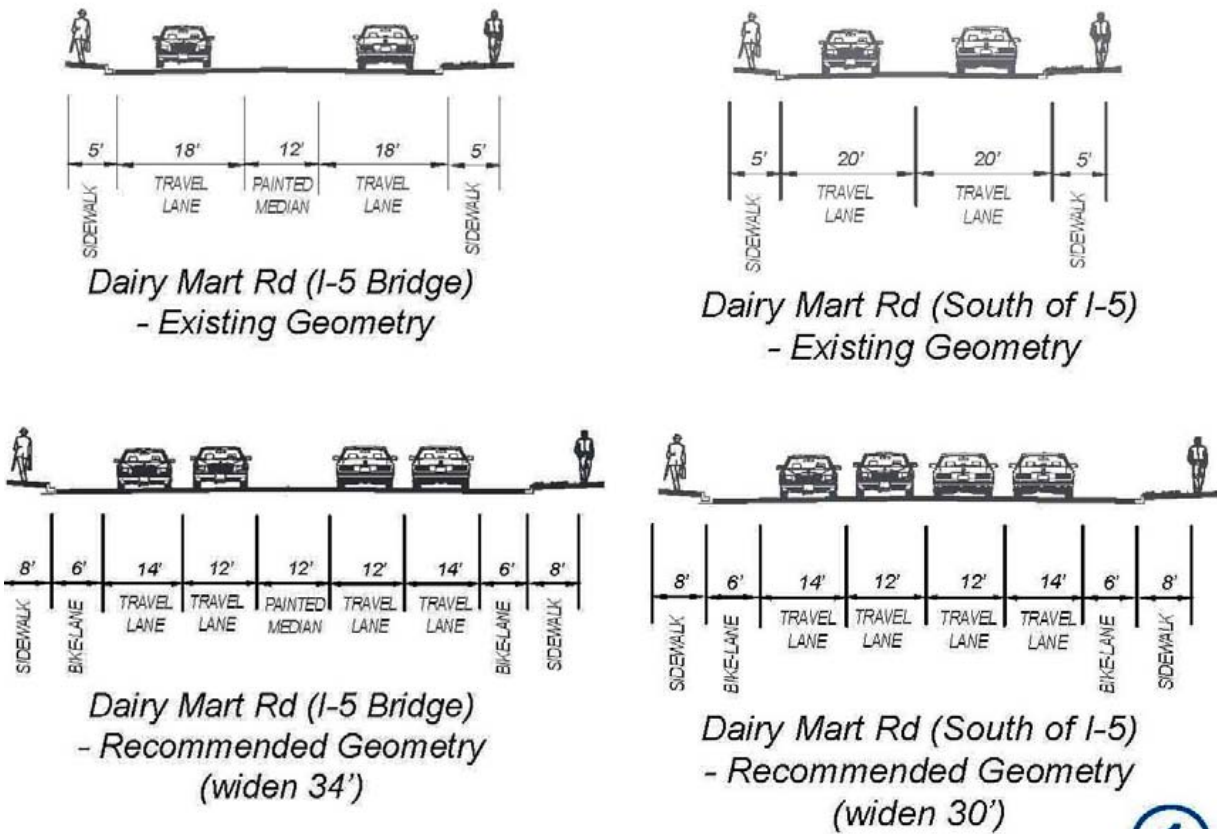 5'
18'
12'
18'
5'
SIDEWALK
TRAVEL
LANE
PAINTED
MEDIAN
TRAVEL
LANE
SIDEWALK
Dairy Mart Rd (I-5 Bridge)
- Existing Geometry
5'
20'
20'
5'
SIDEWALK
TRAVEL
LANE
TRAVEL
LANE
SIDEWALK
Dairy Mart Rd (South of I-5)
- Existing Geometry
8'
6'
14'
12'
12'
12'
14'
6'
8'
SIDEWALK
BIKE-LANE
TRAVEL
LANE
TRAVEL
LANE
PAINTED
MEDIAN
TRAVEL
LANE
TRAVEL
LANE
BIKE-LANE
SIDEWALK
Dairy Mart Rd (I-5 Bridge)
- Recommended Geometry
(widen 34')
8'
6'
14'
12'
12'
14'
6'
8'
SIDEWALK
BIKE-LANE
TRAVEL
LANE
TRAVEL
LANE
TRAVEL
LANE
TRAVEL
LANE
BIKE-LANE
SIDEWALK
Dairy Mart Rd (South of I-5)
- Recommended Geometry
(widen 30')